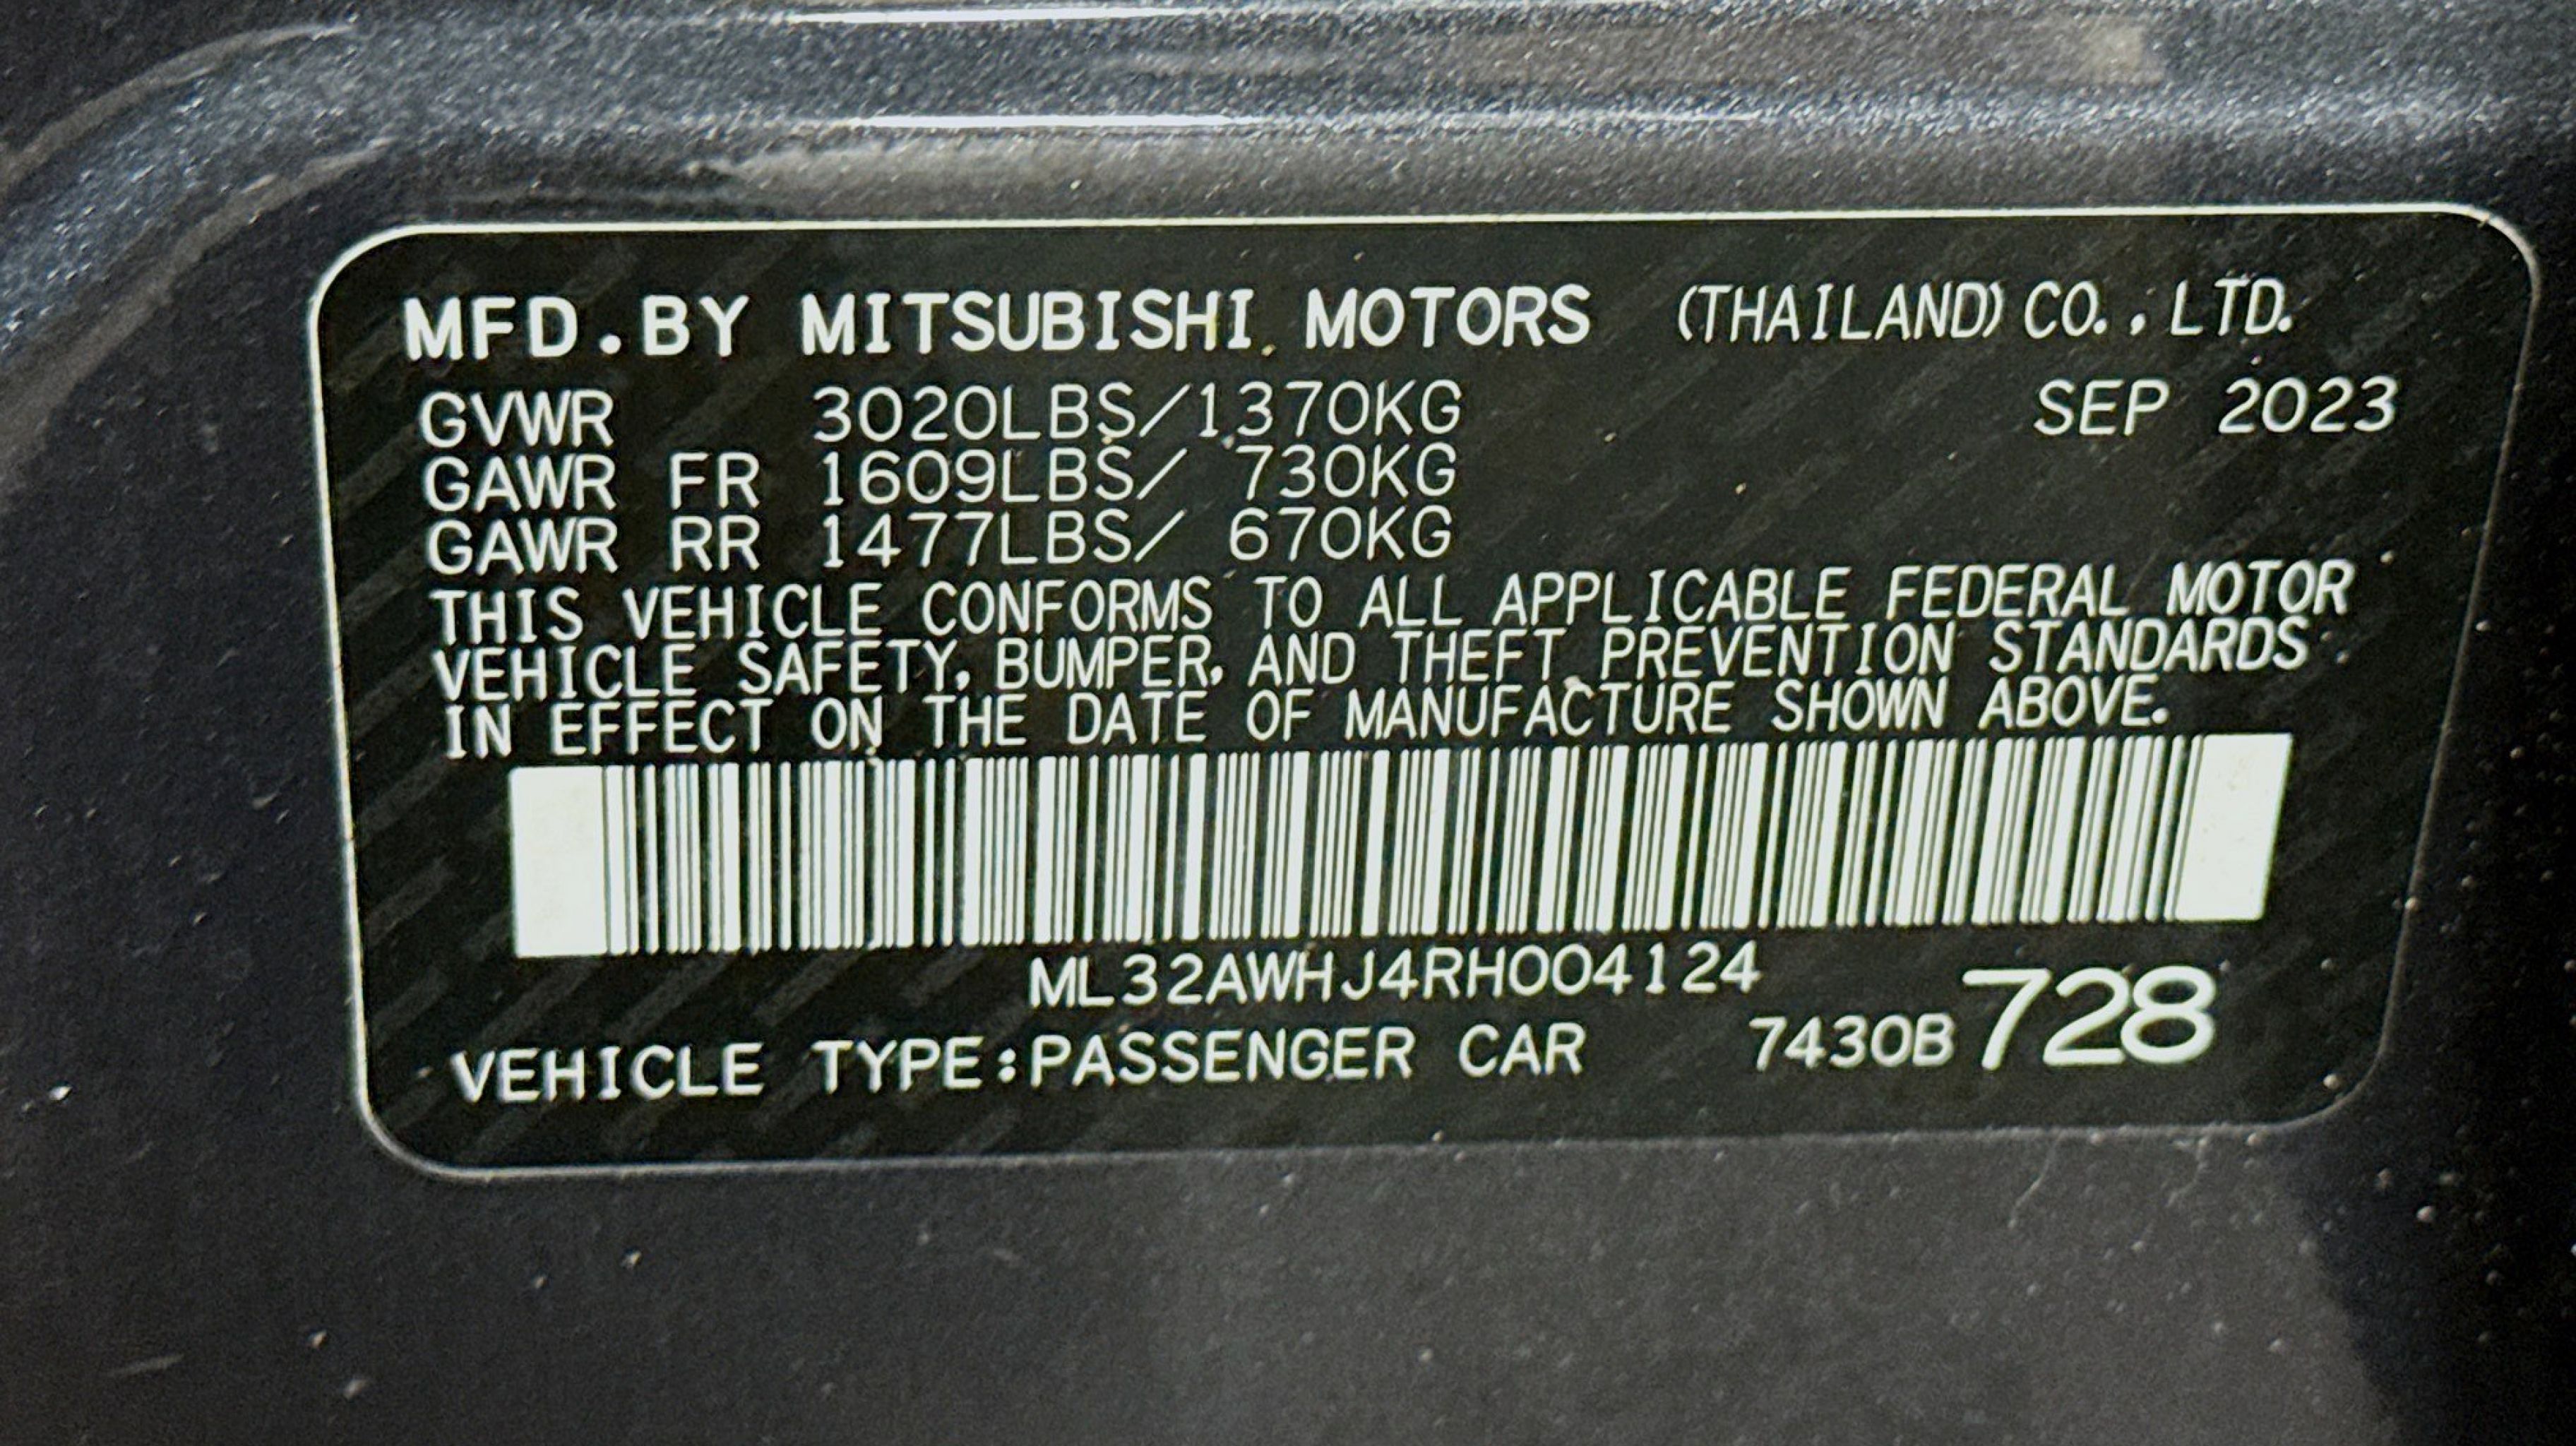 MFD.BY MITSUBISHI MOTORS (THAILAND) CO., LTD.
GVWR 3020LBS/1370KG SEP 2023
GAWR FR 1609LBS/ 730KG
GAWR RR 1477LBS/ 670KG
THIS VEHICLE CONFORMS TO ALL APPLICABLE FEDERAL MOTOR
VEHICLE SAFETY, BUMPER, AND THEFT PREVENTION STANDARDS
IN EFFECT ON THE DATE OF MANUFACTURE SHOWN ABOVE.
ML32AWHJ4RH004124
VEHICLE TYPE:PASSENGER CAR 7430B 728